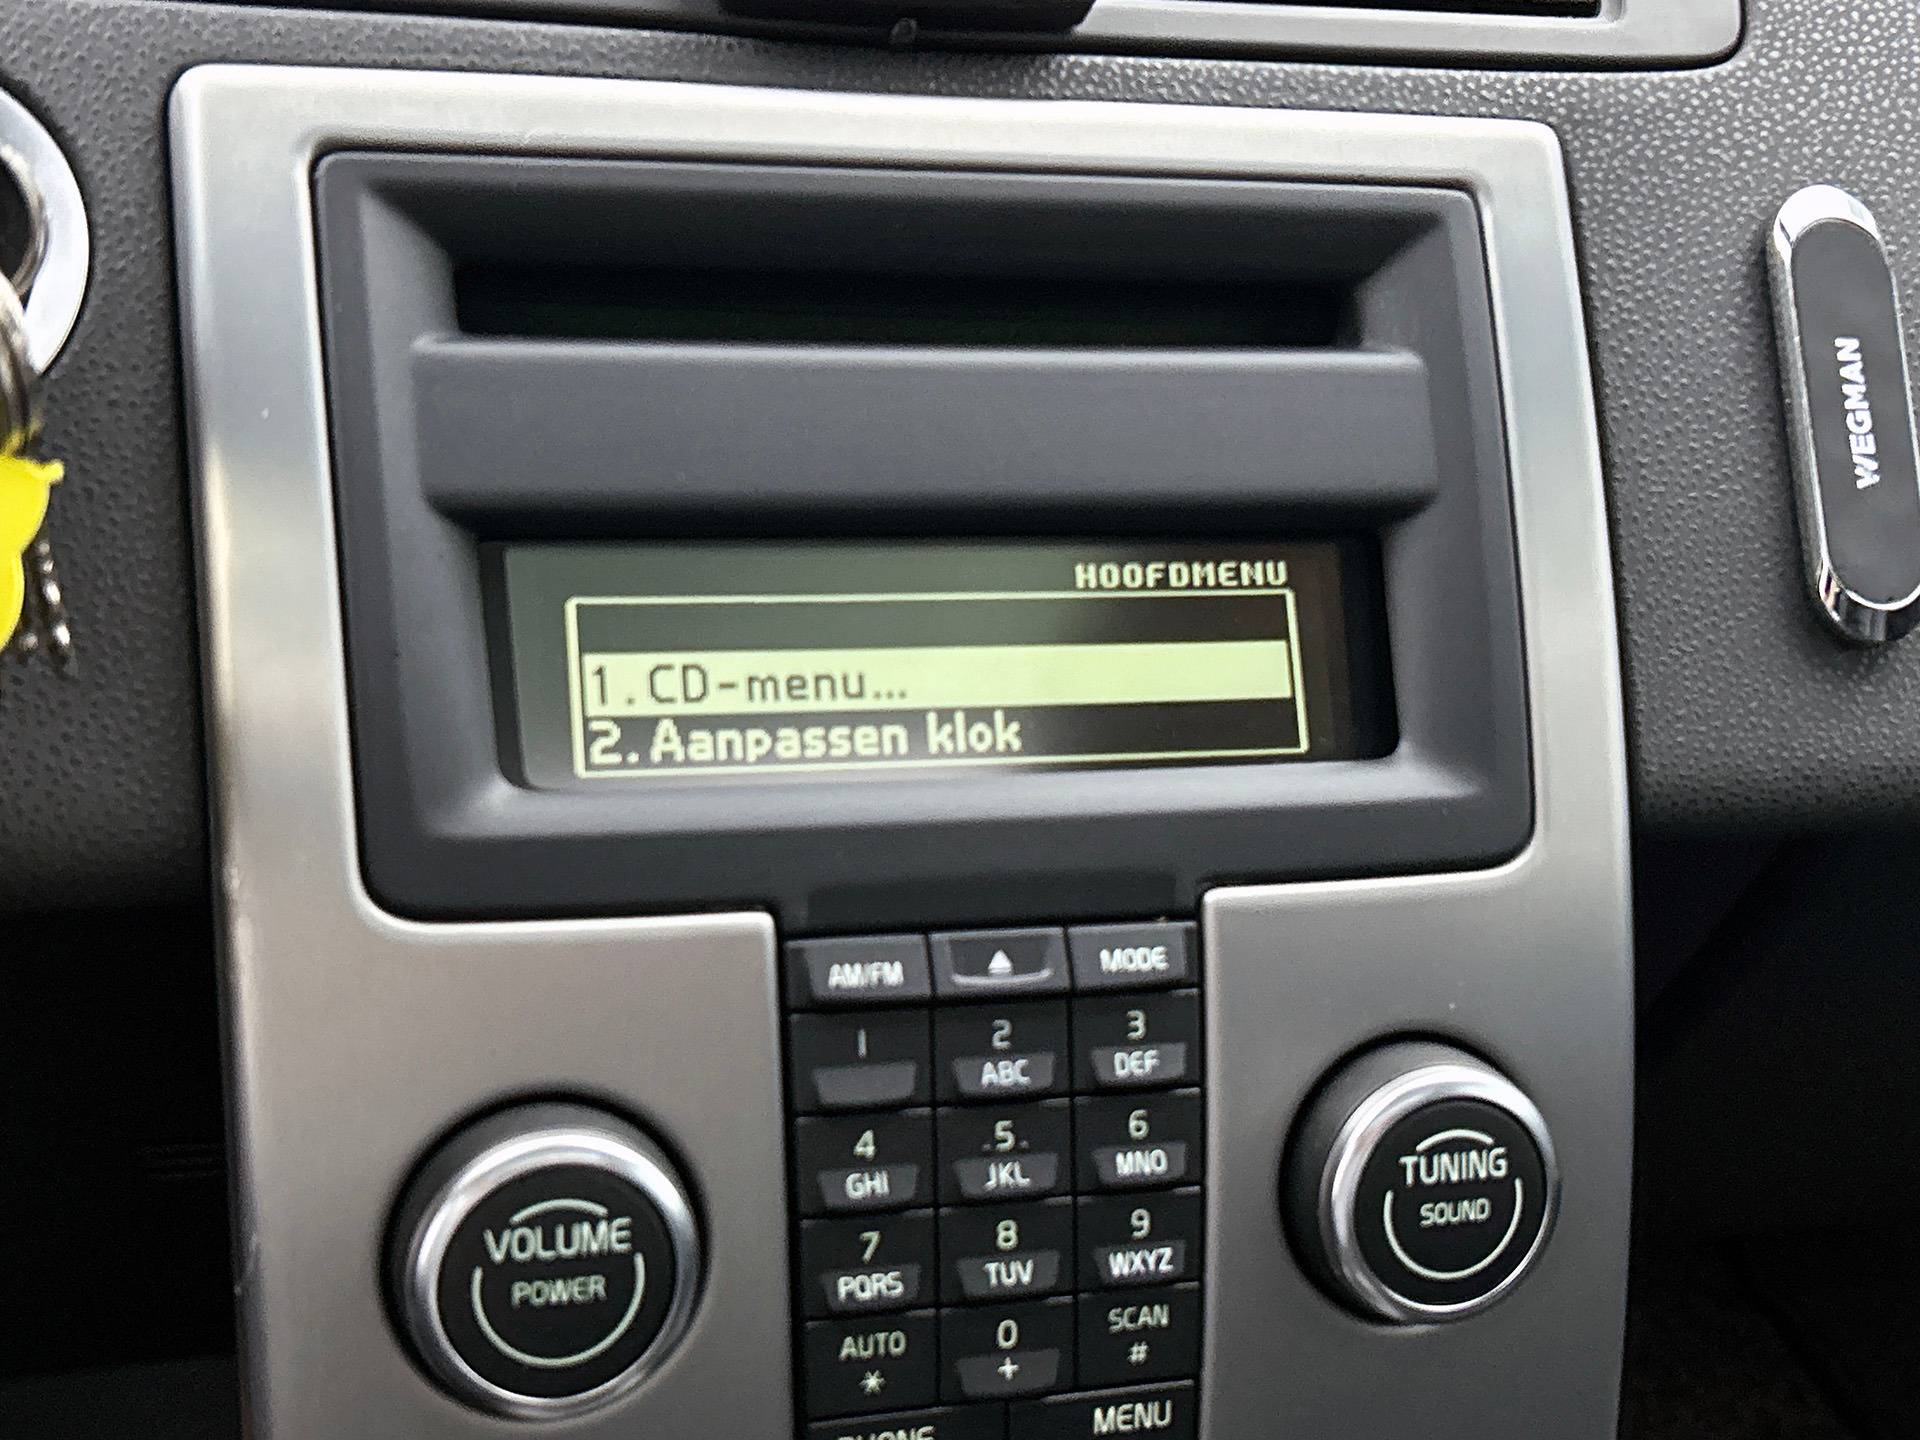 HOOFDMENU
1. CD-menu...
2. Aanpassen klok
WEGMAN
AM/FM
MODE
1
2
ABC
3
DEF
4
GHI
5
JKL
6
MNO
7
PQRS
8
TUV
9
WXYZ
AUTO
*
0
+
SCAN
#
PHONE
MENU
VOLUME
POWER
TUNING
SOUND